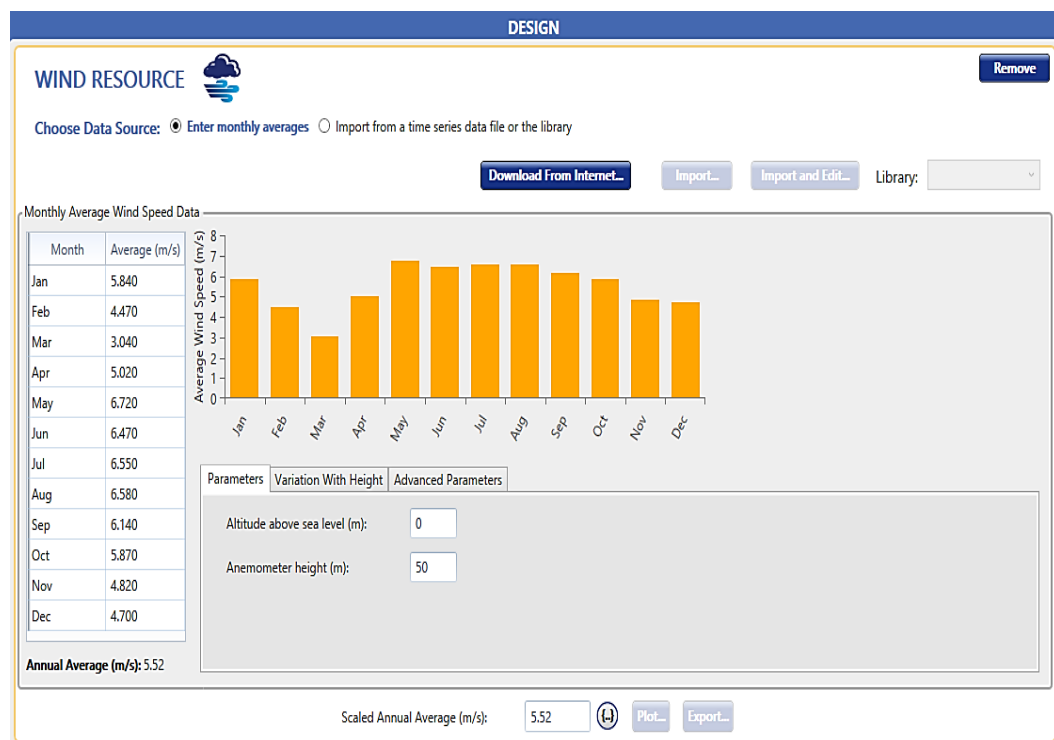 DESIGN
WIND RESOURCE
Remove
Choose Data Source: Enter monthly averages Import from a time series data file or the library
Download From Internet... Import... Import and Edit... Library:
Monthly Average Wind Speed Data
Month Average (m/s)
Jan 5.840
Feb 4.470
Mar 3.040
Apr 5.020
May 6.720
Jun 6.470
Jul 6.550
Aug 6.580
Sep 6.140
Oct 5.870
Nov 4.820
Dec 4.700
Annual Average (m/s): 5.52
Average Wind Speed (m/s)
8
7
6
5
4
3
2
1
0
Jan Feb Mar Apr May Jun Jul Aug Sep Oct Nov Dec
Parameters Variation With Height Advanced Parameters
Altitude above sea level (m): 0
Anemometer height (m): 50
Scaled Annual Average (m/s): 5.52 {..} Plot... Export...